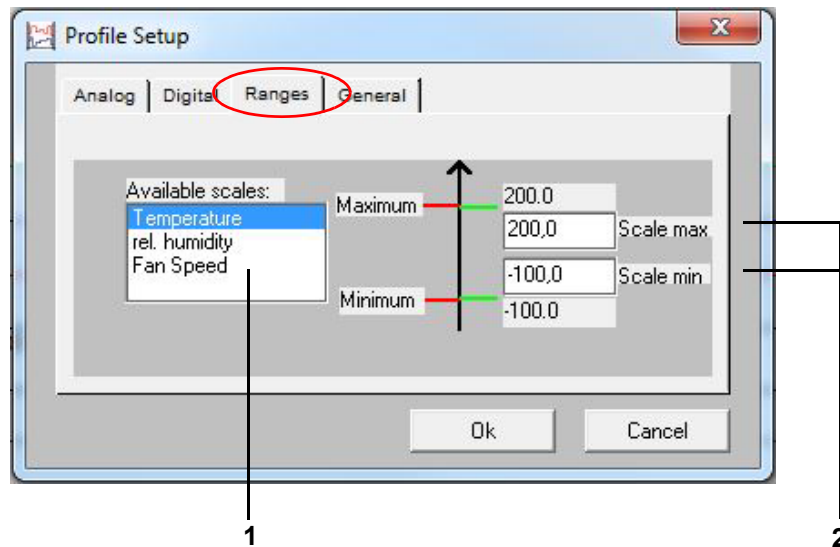 Profile Setup
X
Analog Digital Ranges General
Available scales:
Temperature
rel. humidity
Fan Speed
Maximum
200.0
200,0 Scale max
-100,0 Scale min
Minimum
-100.0
Ok Cancel
1 2